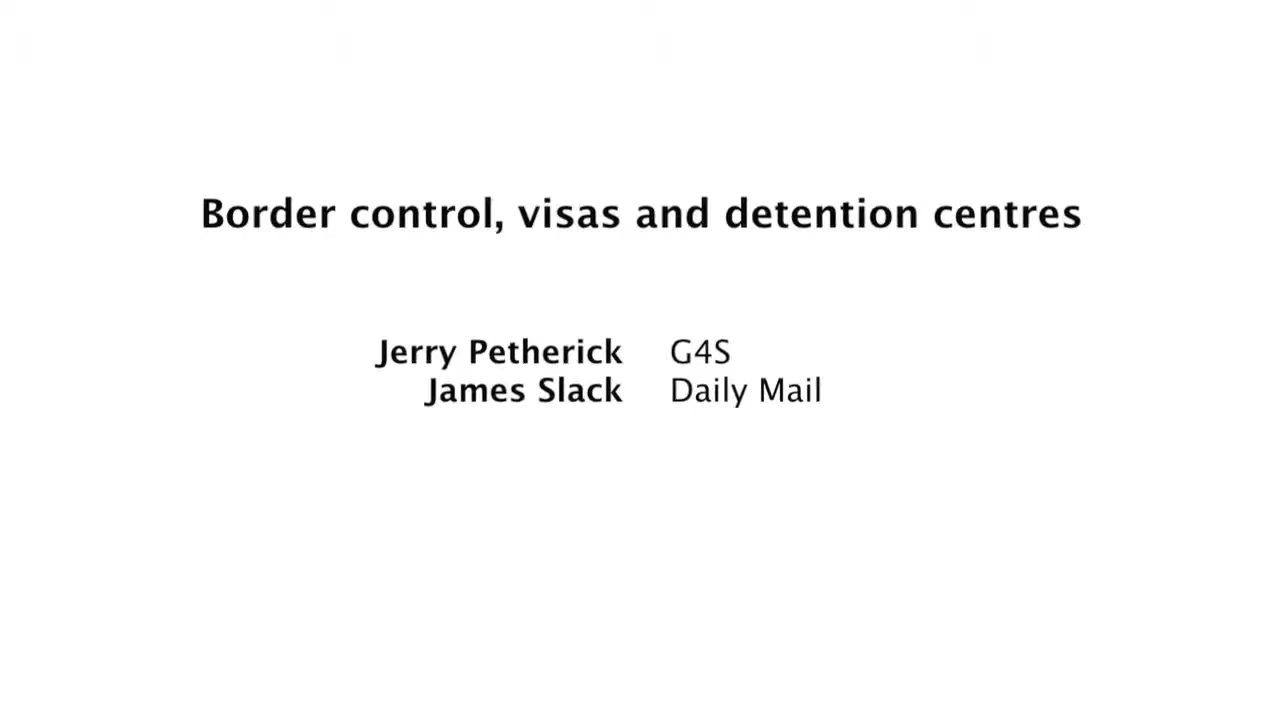 Border control, visas and detention centres
Jerry Petherick G4S
James Slack Daily Mail